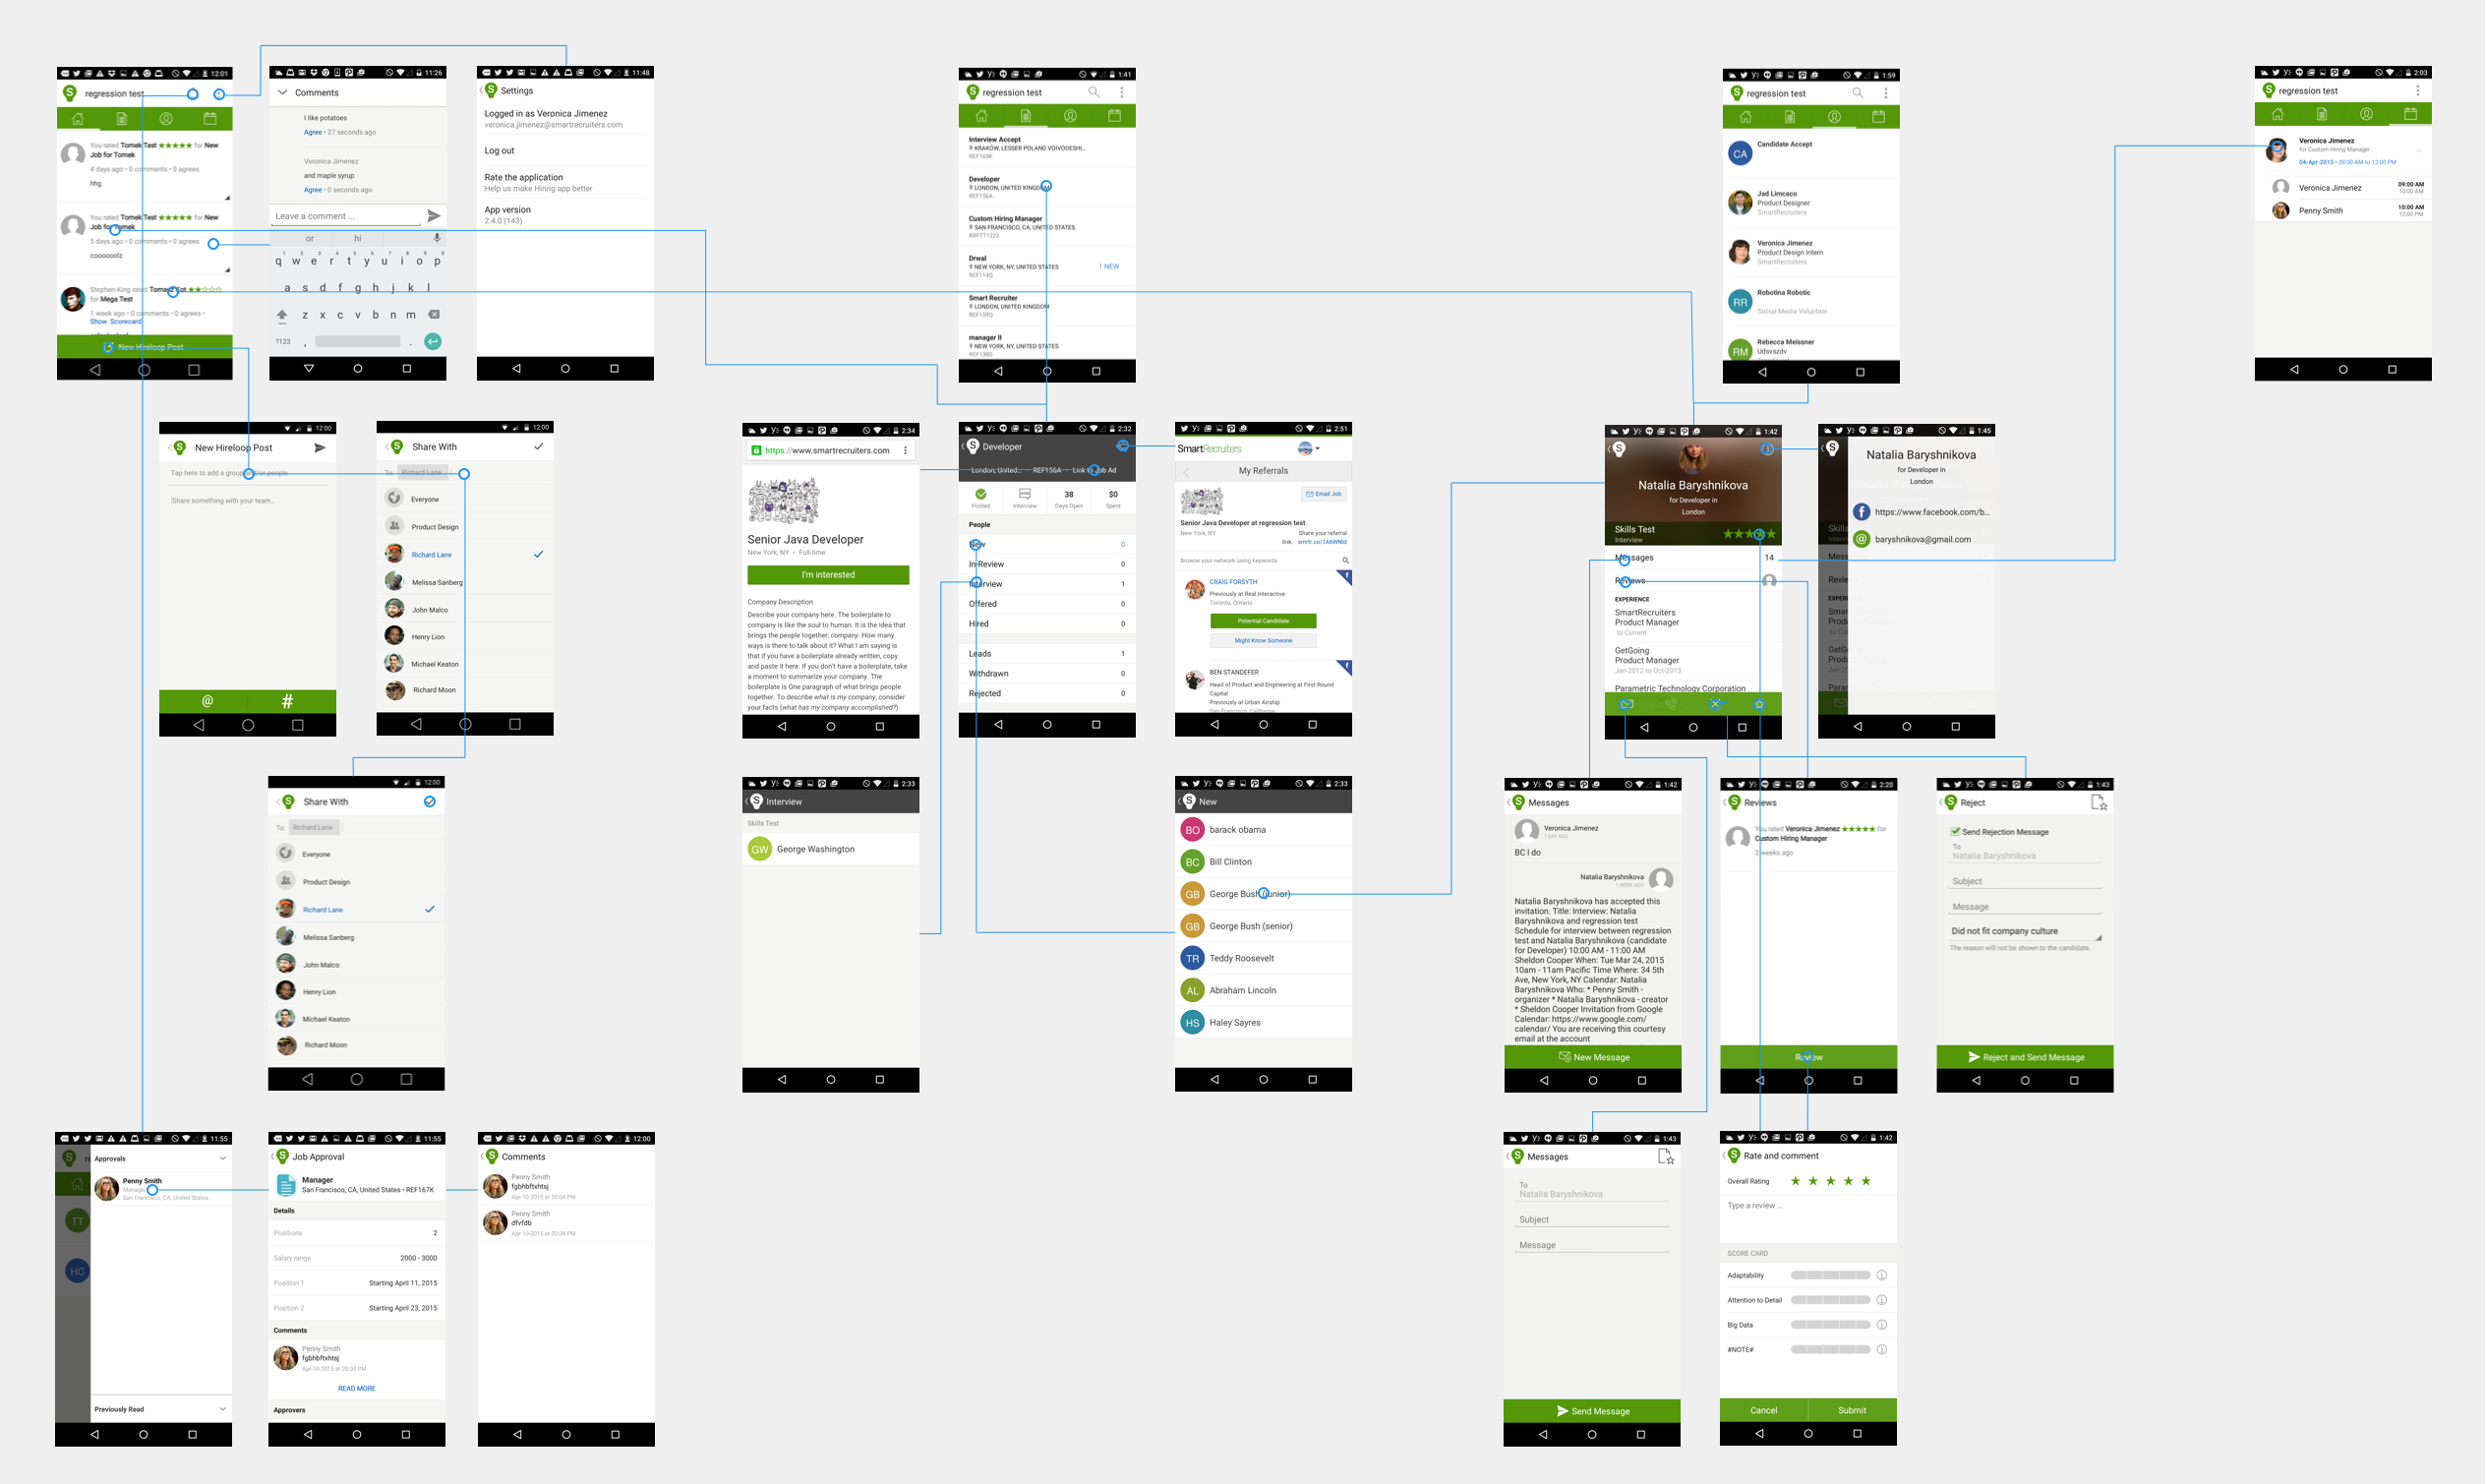 12:01
regression test
You rated Tomek Test ★★★★★ for New
Job for Tomek
4 days ago • 0 comments • 0 agrees
hhg
You rated Tomek Test ★★★★★ for New
Job for Tomek
5 days ago • 0 comments • 0 agrees
coooooolz
Stephen King rated Tomasz Kot ★★☆☆☆
for Mega Test
1 week ago • 0 comments • 0 agrees •
Show Scorecard
New Hireloop Post
11:26
Comments
I like potatoes
Agree • 27 seconds ago
Veronica Jimenez
and maple syrup
Agree • 0 seconds ago
Leave a comment ...
or hi
1 2 3 4 5 6 7 8 9 0
q w e r t y u i o p
a s d f g h j k l
z x c v b n m
?123 , .
11:48
Settings
Logged in as Veronica Jimenez
veronica.jimenez@smartrecruiters.com
Log out
Rate the application
Help us make Hiring app better
App version
2.4.0 (143)
1:41
regression test
Interview Accept
KRAKÓW, LESSER POLAND VOIVODESHI...
REF165K
Developer
LONDON, UNITED KINGDOM
REF156A
Custom Hiring Manager
SAN FRANCISCO, CA, UNITED STATES
KRFTT1222
Drwal
NEW YORK, NY, UNITED STATES
1 NEW
REF114Q
Smart Recruiter
LONDON, UNITED KINGDOM
REF159Q
manager II
NEW YORK, NY, UNITED STATES
REF138G
1:59
regression test
CA Candidate Accept
Jad Limcaco
Product Designer
SmartRecruiters
Veronica Jimenez
Product Design Intern
SmartRecruiters
RR Robotina Robotic
Social Media Volunteer
RM Rebecca Meissner
Udsvszdv
2:03
regression test
Veronica Jimenez
for Custom Hiring Manager
04-Apr-2015 • 09:00 AM to 12:00 PM
Veronica Jimenez 09:00 AM
10:00 AM
Penny Smith 10:00 AM
12:00 PM
12:00
New Hireloop Post
Tap here to add a group and/or people
Share something with your team...
@ #
12:00
Share With
To: Richard Lane
Everyone
Product Design
Richard Lane
Melissa Sanberg
John Malco
Henry Lion
Michael Keaton
Richard Moon
2:34
https://www.smartrecruiters.com
Senior Java Developer
New York, NY • Full-time
I'm interested
Company Description
Describe your company here. The boilerplate to
company is like the soul to human. It is the idea that
brings the people together; company. How many
ways is there to talk about it? What I am saying is
that if you have a boilerplate already written, copy
and paste it here. If you don't have a boilerplate, take
a moment to summarize your company. The
boilerplate is One paragraph of what brings people
together. To describe what is my company, consider
your facts (what has my company accomplished?)
2:32
Developer
London, United... • REF156A • Link to Job Ad
38 $0
Posted Interview Days Open Spent
People
New 0
In Review 0
Interview 1
Offered 0
Hired 0
Leads 1
Withdrawn 0
Rejected 0
2:51
SmartRecruiters
My Referrals
Email Job
Senior Java Developer at regression test
New York, NY Share your referral
link: smrtr.co/1A6WNId
Browse your network using keywords
CRAIG FORSYTH
Previously at Real Interactive
Toronto, Ontario
Potential Candidate
Might Know Someone
BEN STANDEFER
Head of Product and Engineering at First Round
Capital
Previously at Urban Airship
San Francisco, California
1:42
Natalia Baryshnikova
for Developer in
London
Skills Test
Interview
Messages 14
Reviews
EXPERIENCE
SmartRecruiters
Product Manager
to Current
GetGoing
Product Manager
Jan-2012 to Oct-2013
Parametric Technology Corporation
1:45
Natalia Baryshnikova
for Developer in
London
https://www.facebook.com/b...
baryshnikova@gmail.com
12:00
Share With
To: Richard Lane
Everyone
Product Design
Richard Lane
Melissa Sanberg
John Malco
Henry Lion
Michael Keaton
Richard Moon
2:33
Interview
Skills Test
GW George Washington
2:33
New
BO barack obama
BC Bill Clinton
GB George Bush (junior)
GB George Bush (senior)
TR Teddy Roosevelt
AL Abraham Lincoln
HS Haley Sayres
1:42
Messages
Veronica Jimenez
1 DAY AGO
BC I do
Natalia Baryshnikova
1 WEEK AGO
Natalia Baryshnikova has accepted this
invitation. Title: Interview: Natalia
Baryshnikova and regression test
Schedule for interview between regression
test and Natalia Baryshnikova (candidate
for Developer) 10:00 AM - 11:00 AM
Sheldon Cooper When: Tue Mar 24, 2015
10am - 11am Pacific Time Where: 34 5th
Ave, New York, NY Calendar: Natalia
Baryshnikova Who: * Penny Smith -
organizer * Natalia Baryshnikova - creator
* Sheldon Cooper Invitation from Google
Calendar: https://www.google.com/
calendar/ You are receiving this courtesy
email at the account
New Message
2:20
Reviews
You rated Veronica Jimenez ★★★★★ for
Custom Hiring Manager
2 weeks ago
Review
1:43
Reject
Send Rejection Message
To
Natalia Baryshnikova
Subject
Message
Did not fit company culture
The reason will not be shown to the candidate.
Reject and Send Message
11:55
Approvals
Penny Smith
Manager
San Francisco, CA, United States
TT
HC
Previously Read
11:55
Job Approval
Manager
San Francisco, CA, United States • REF167K
Details
Positions 2
Salary range 2000 - 3000
Position 1 Starting April 11, 2015
Position 2 Starting April 23, 2015
Comments
Penny Smith
fgbhbftxhtsj
Apr-10-2015 at 20:04 PM
READ MORE
Approvers
12:00
Comments
Penny Smith
fgbhbftxhtsj
Apr-10-2015 at 20:04 PM
Penny Smith
dfvfdb
Apr-10-2015 at 20:04 PM
1:43
Messages
To
Natalia Baryshnikova
Subject
Message
Send Message
1:42
Rate and comment
Overall Rating ★ ★ ★ ★ ★
Type a review ...
SCORE CARD
Adaptability
Attention to Detail
Big Data
#NOTE#
Cancel Submit